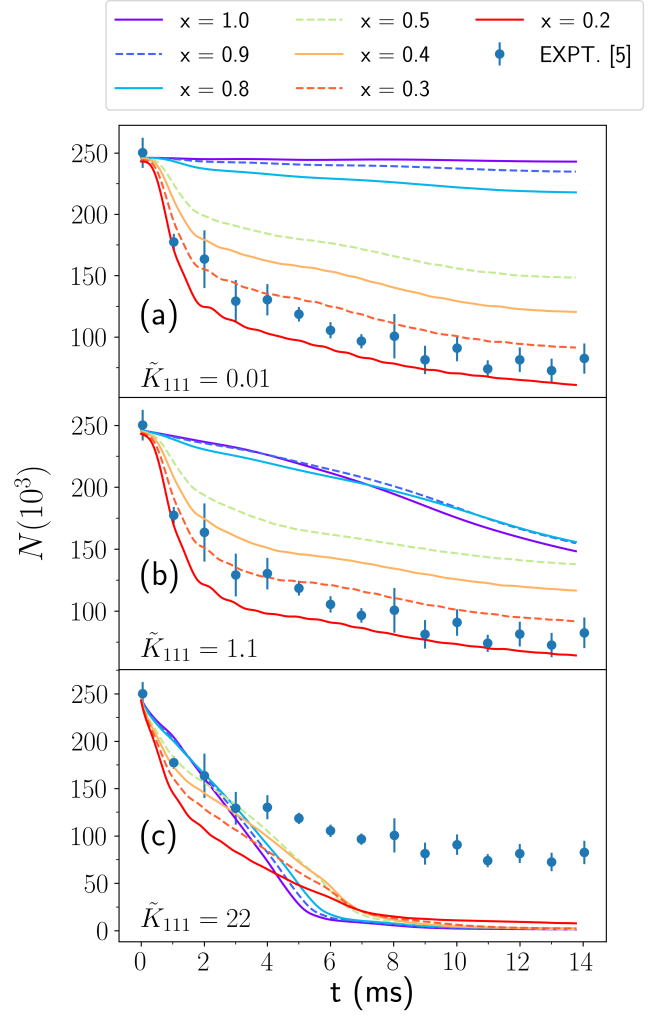 x = 1.0 x = 0.5 x = 0.2
x = 0.9 x = 0.4 EXPT. [5]
x = 0.8 x = 0.3
250
200
150
100
(a)
K̃₁₁₁ = 0.01
250
200
150
100
(b)
K̃₁₁₁ = 1.1
N(10³)
250
200
150
100
50
0
(c)
K̃₁₁₁ = 22
0 2 4 6 8 10 12 14
t (ms)